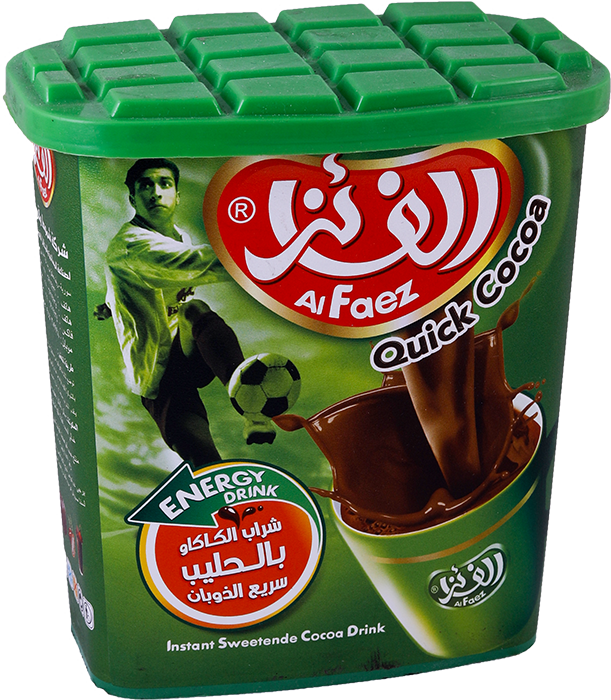 الفائز
®
Al Faez
Quick Cocoa
ENERGY
DRINK
شراب الكاكاو
بالحليب
سريع الذوبان
الفائز
Al Faez
Instant Sweetende Cocoa Drink